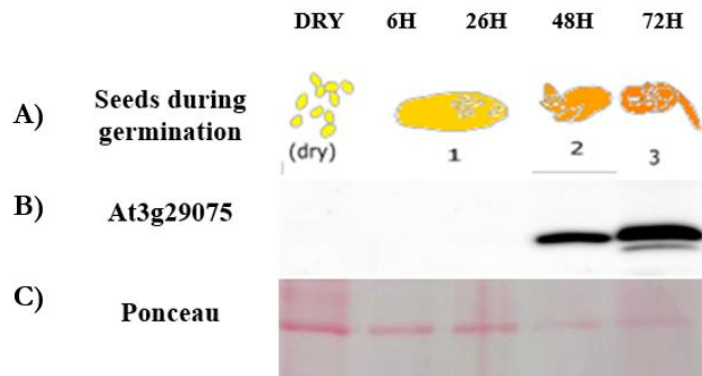 DRY 6H 26H 48H 72H
A) Seeds during germination
(dry) 1 2 3
B) At3g29075
C) Ponceau